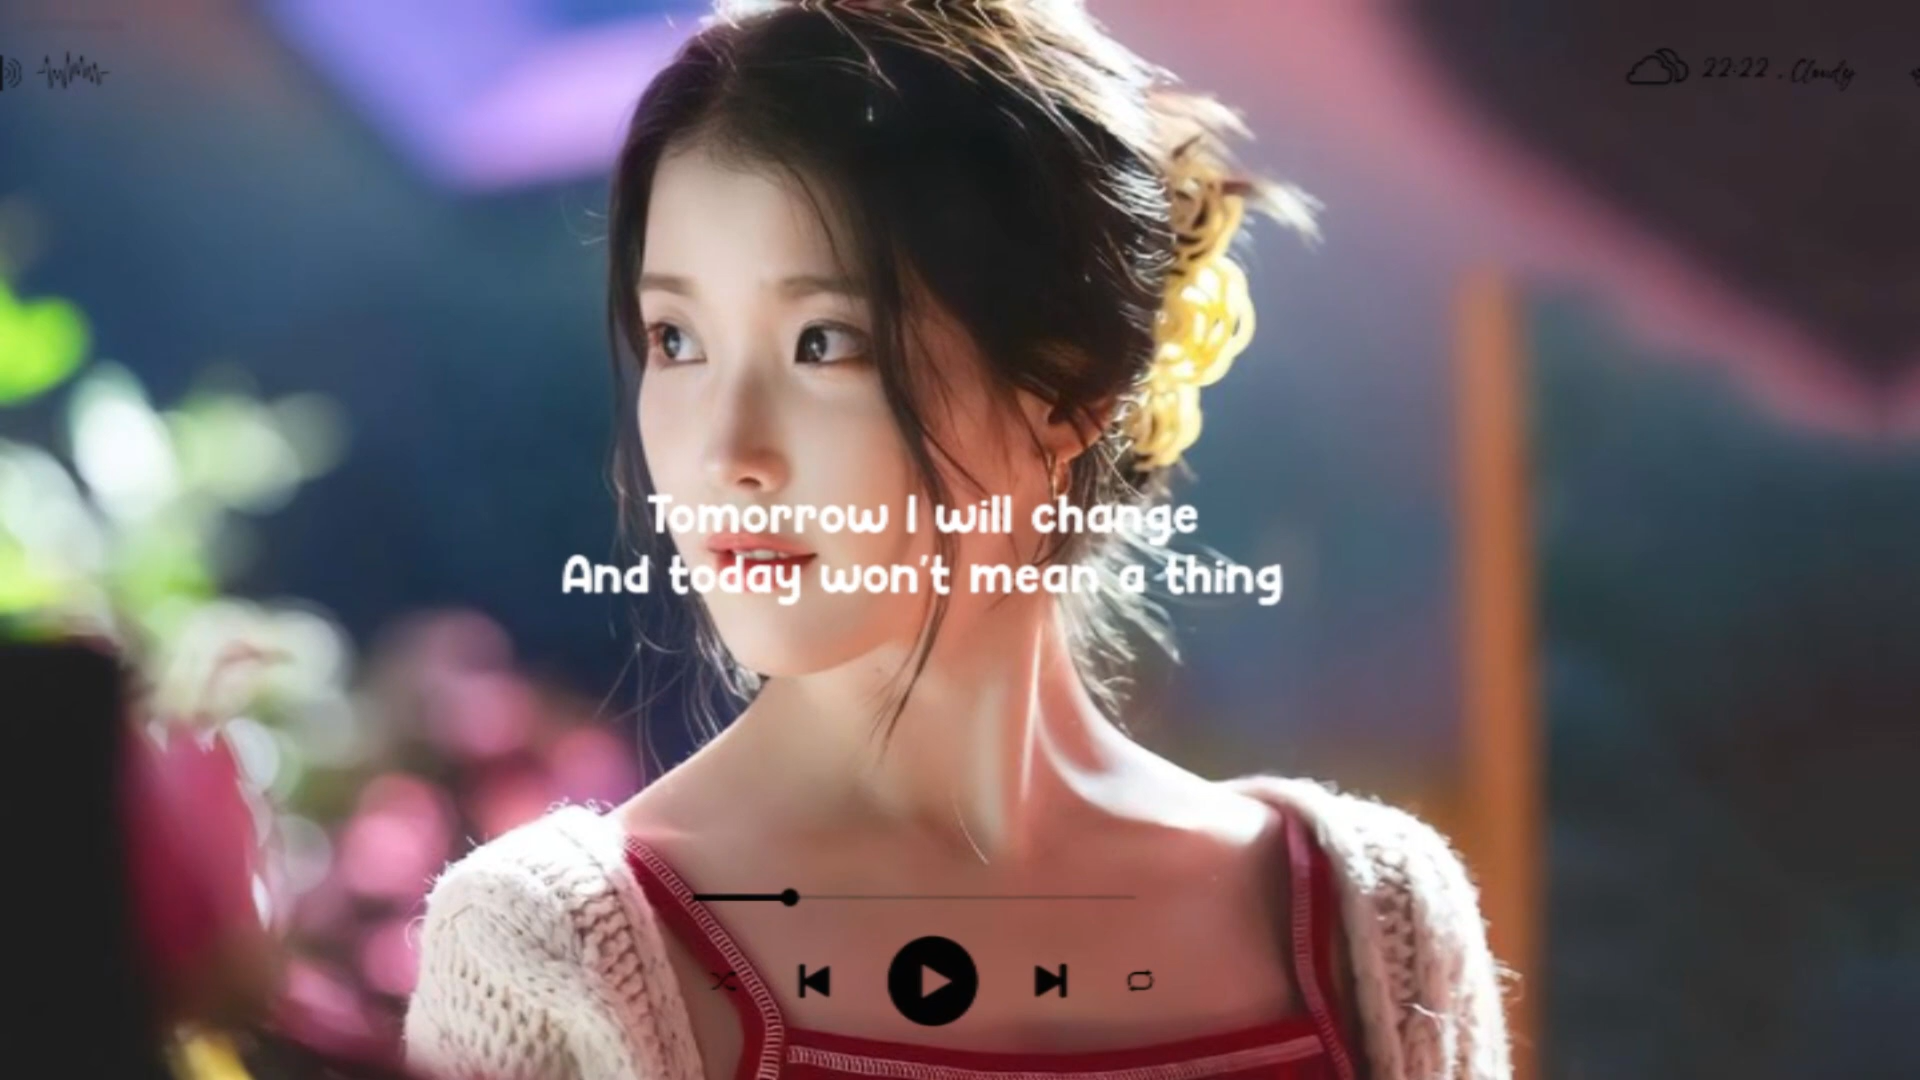 22:22 . Cloudy
Tomorrow I will change
And today won't mean a thing